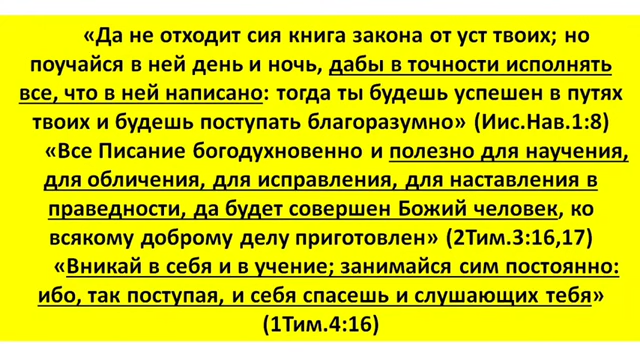 «Да не отходит сия книга закона от уст твоих; но
поучайся в ней день и ночь, дабы в точности исполнять
все, что в ней написано: тогда ты будешь успешен в путях
твоих и будешь поступать благоразумно» (Иис.Нав.1:8)
«Все Писание богодухновенно и полезно для научения,
для обличения, для исправления, для наставления в
праведности, да будет совершен Божий человек, ко
всякому доброму делу приготовлен» (2Тим.3:16,17)
«Вникай в себя и в учение; занимайся сим постоянно:
ибо, так поступая, и себя спасешь и слушающих тебя»
(1Тим.4:16)